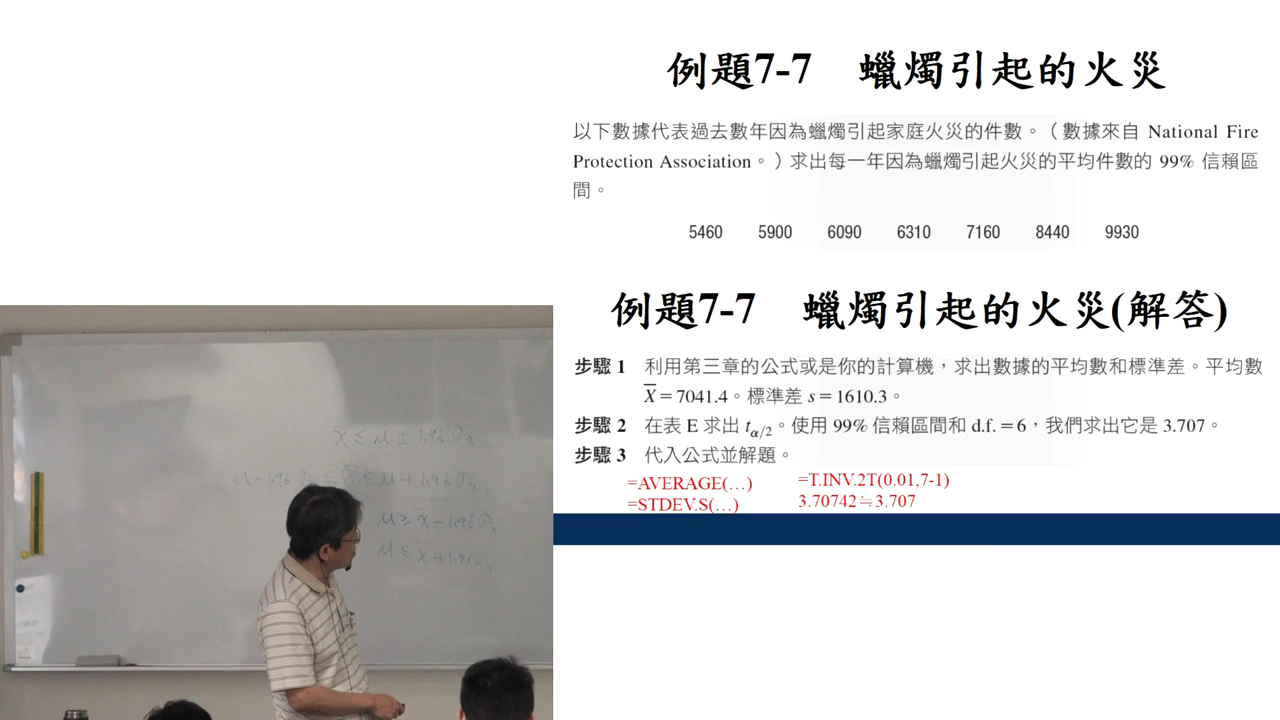 例題7-7 蠟燭引起的火災
以下數據代表過去數年因為蠟燭引起家庭火災的件數。（數據來自 National Fire
Protection Association。）求出每一年因為蠟燭引起火災的平均件數的 99% 信賴區
間。
5460 5900 6090 6310 7160 8440 9930
例題7-7 蠟燭引起的火災(解答)
步驟 1 利用第三章的公式或是你的計算機，求出數據的平均數和標準差。平均數
X̄ = 7041.4。標準差 s = 1610.3。
步驟 2 在表 E 求出 tα/2。使用 99% 信賴區間和 d.f. = 6，我們求出它是 3.707。
步驟 3 代入公式並解題。
=AVERAGE(…) =T.INV.2T(0.01,7-1)
=STDEV.S(…) 3.70742≒3.707